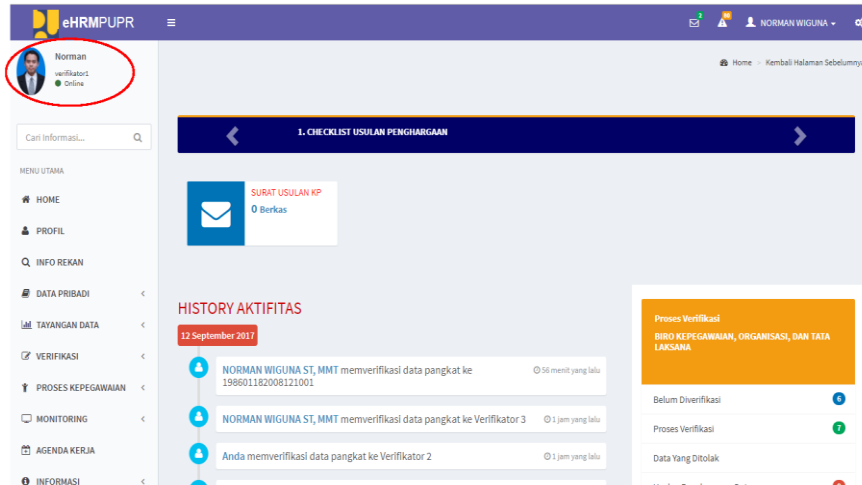 eHRMPUPR
NORMAN WIGUNA
Norman
verifikator1
Online
Home > Kembali Halaman Sebelumnya
Cari Informasi...
1. CHECKLIST USULAN PENGHARGAAN
MENU UTAMA
SURAT USULAN KP
0 Berkas
HOME
PROFIL
INFO REKAN
DATA PRIBADI
TAYANGAN DATA
VERIFIKASI
PROSES KEPEGAWAIAN
MONITORING
AGENDA KERJA
INFORMASI
HISTORY AKTIFITAS
12 September 2017
NORMAN WIGUNA ST, MMT memverifikasi data pangkat ke
198601182008121001
56 menit yang lalu
NORMAN WIGUNA ST, MMT memverifikasi data pangkat ke Verifikator 3
1 jam yang lalu
Anda memverifikasi data pangkat ke Verifikator 2
1 jam yang lalu
Proses Verifikasi
BIRO KEPEGAWAIAN, ORGANISASI, DAN TATA
LAKSANA
Belum Diverifikasi 6
Proses Verifikasi 7
Data Yang Ditolak